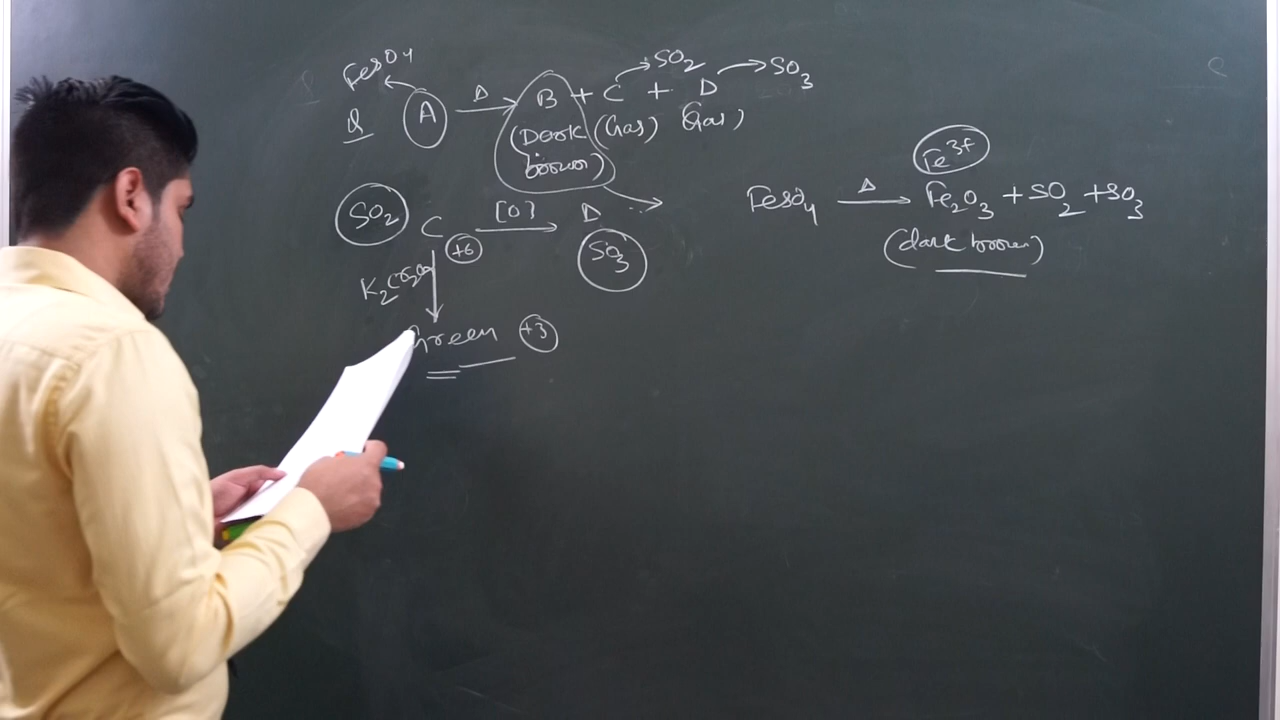 FeSO4 SO2 SO3
Q A Δ B + C + D
(Dark brown) (Gas) (Gas)
SO2 C [O] D
+6 SO3
K2Cr2O7
Green +3
Fe3+
FeSO4 Δ Fe2O3 + SO2 + SO3
(dark brown)